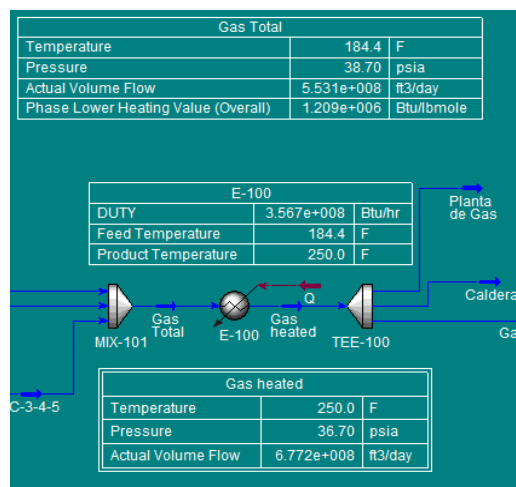 Gas Total
Temperature 184.4 F
Pressure 38.70 psia
Actual Volume Flow 5.531e+008 ft3/day
Phase Lower Heating Value (Overall) 1.209e+006 Btu/lbmole
E-100
DUTY 3.567e+008 Btu/hr
Feed Temperature 184.4 F
Product Temperature 250.0 F
Planta
de Gas
Q
Caldera
MIX-101
Gas
Total
E-100
Gas
heated
TEE-100
Ga
C-3-4-5
Gas heated
Temperature 250.0 F
Pressure 36.70 psia
Actual Volume Flow 6.772e+008 ft3/day